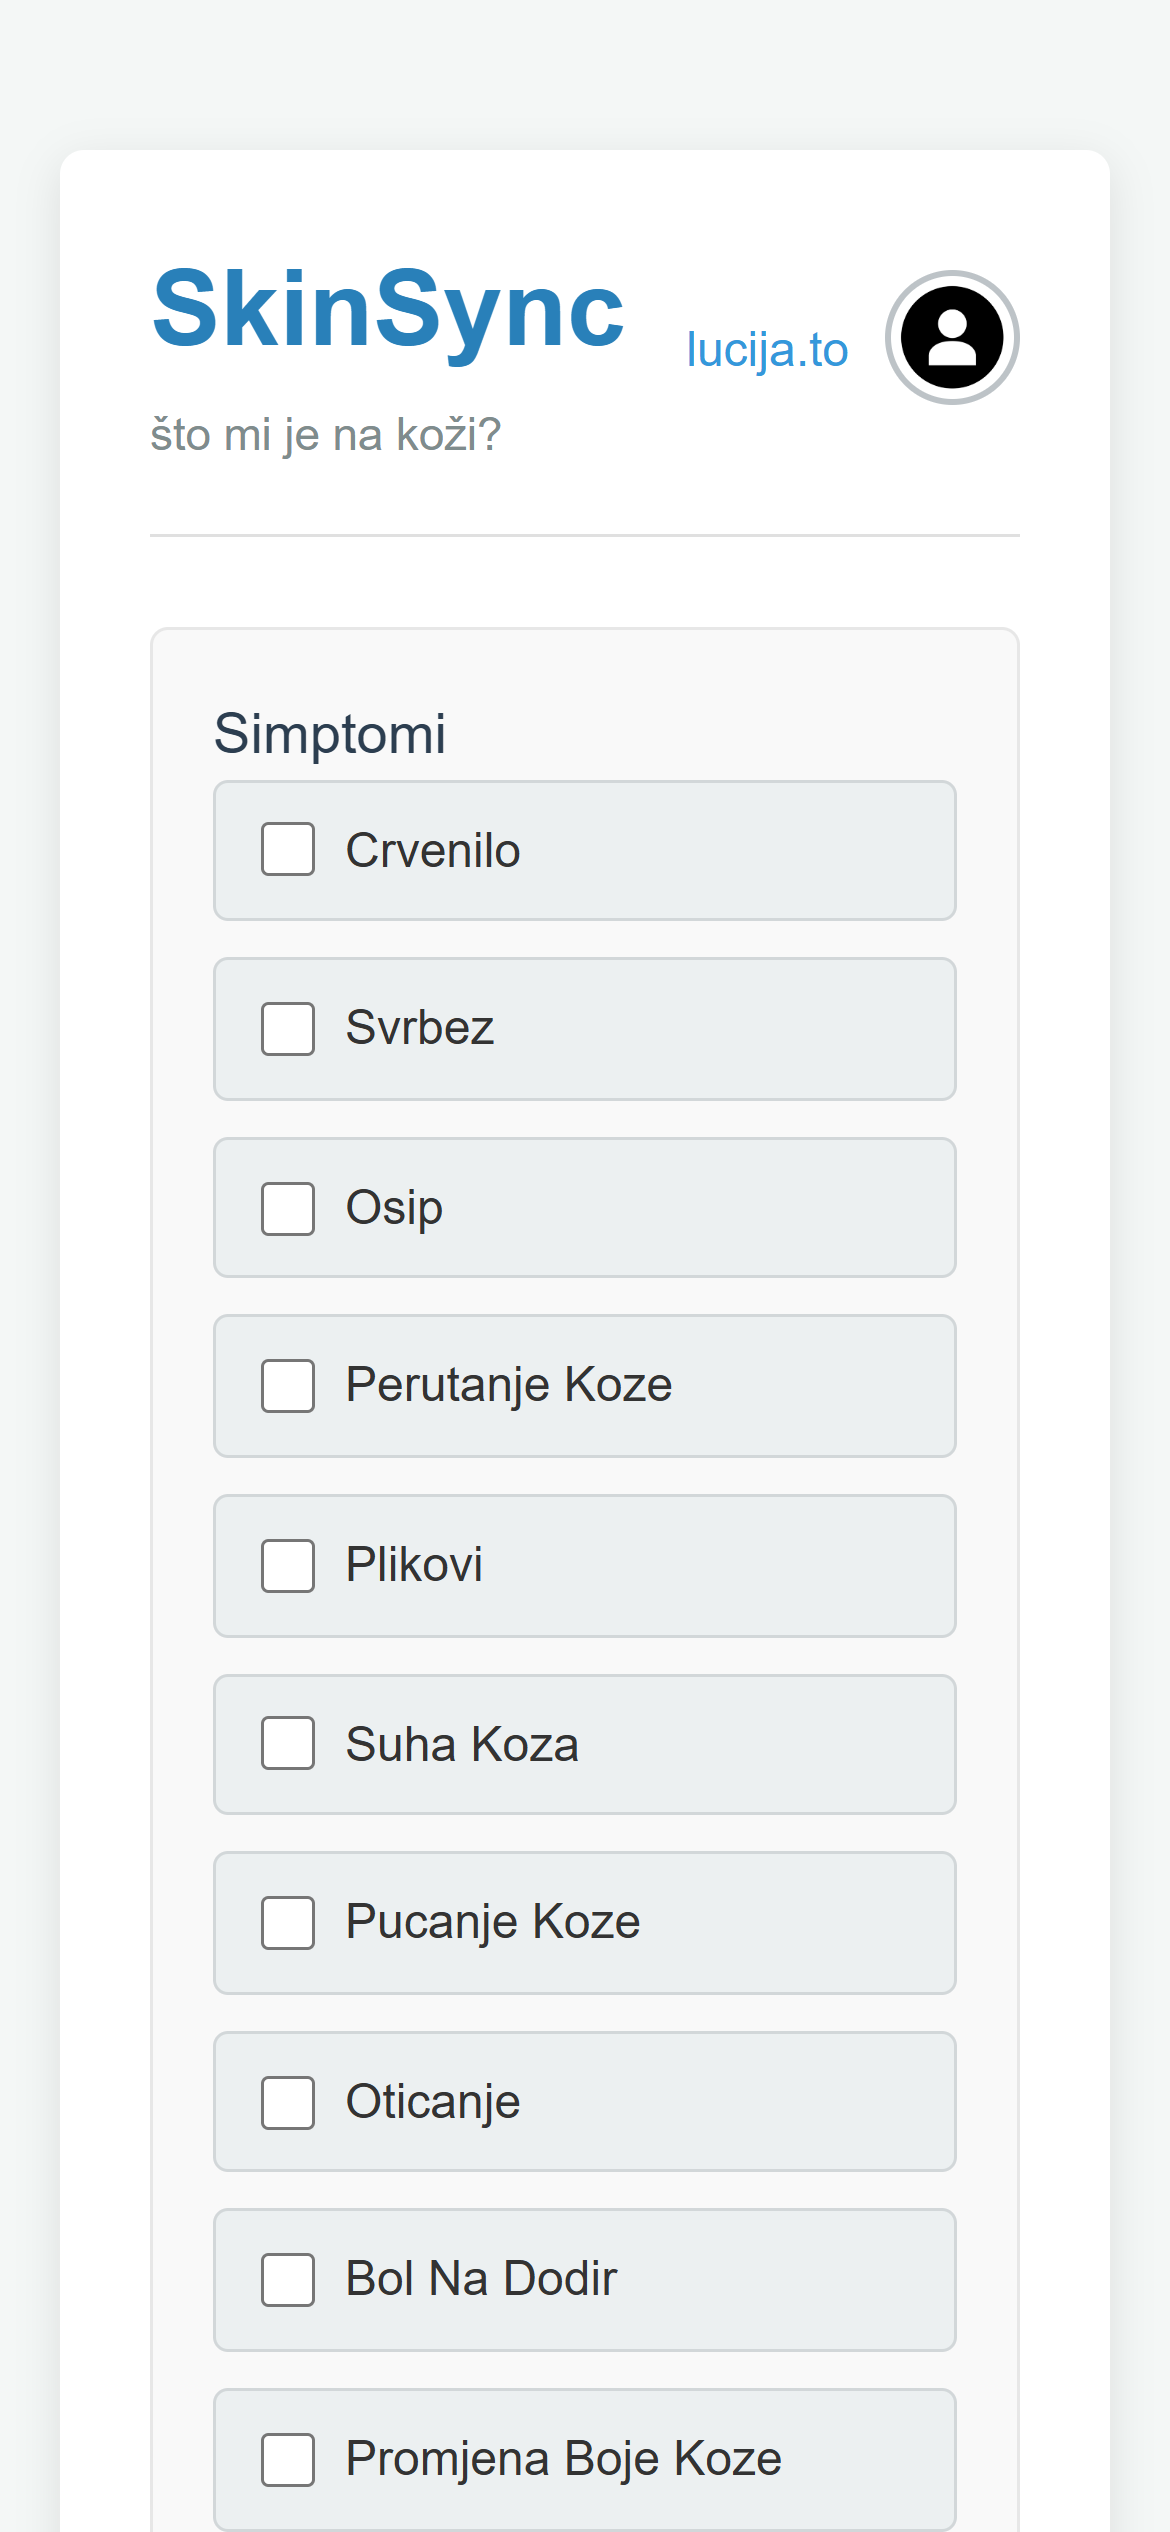 SkinSync
lucija.to
što mi je na koži?
Simptomi
Crvenilo
Svrbez
Osip
Perutanje Koze
Plikovi
Suha Koza
Pucanje Koze
Oticanje
Bol Na Dodir
Promjena Boje Koze